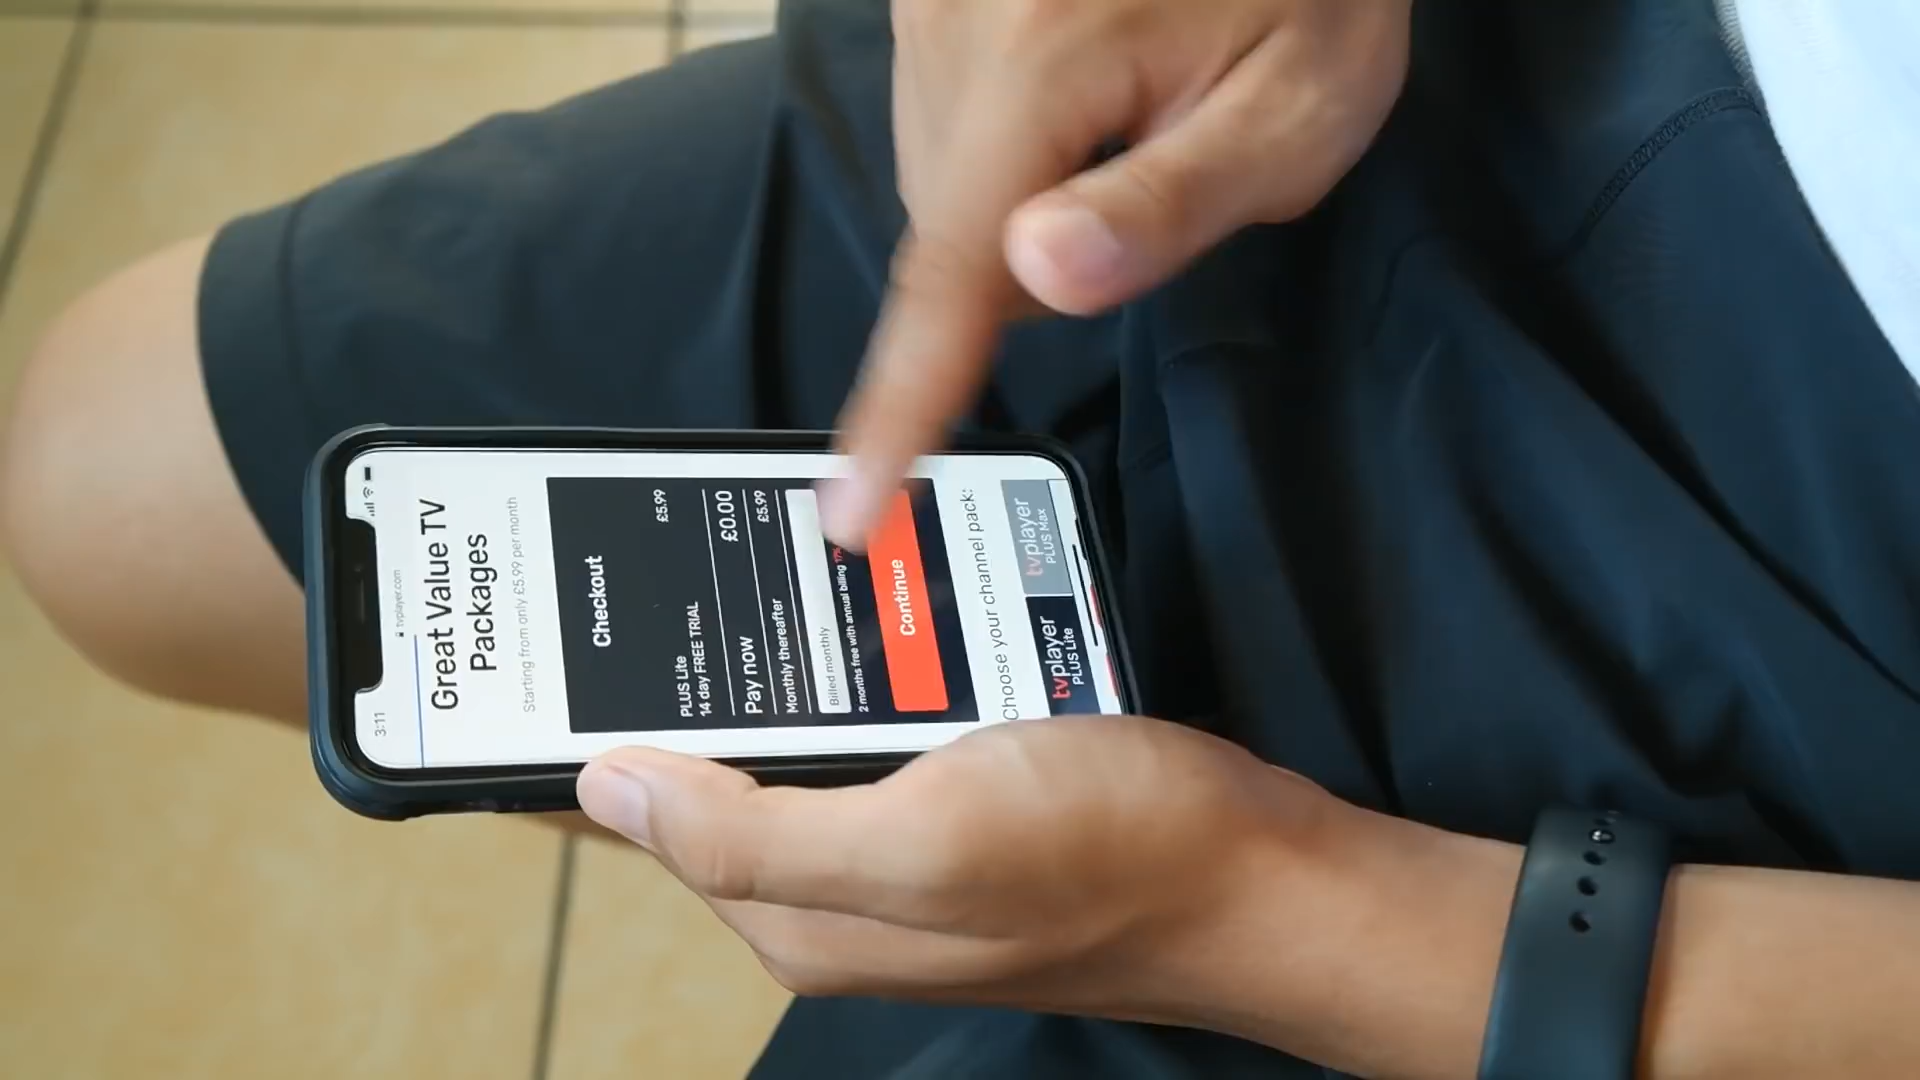 3:11
tvplayer.com
Great Value TV
Packages
Starting from only £5.99 per month
Checkout
PLUS Lite £5.99
14 day FREE TRIAL
Pay now £0.00
Monthly thereafter £5.99
Billed monthly
2 months free with annual billing
Continue
Choose your channel pack:
tvplayer
PLUS Lite
tvplayer
PLUS Max